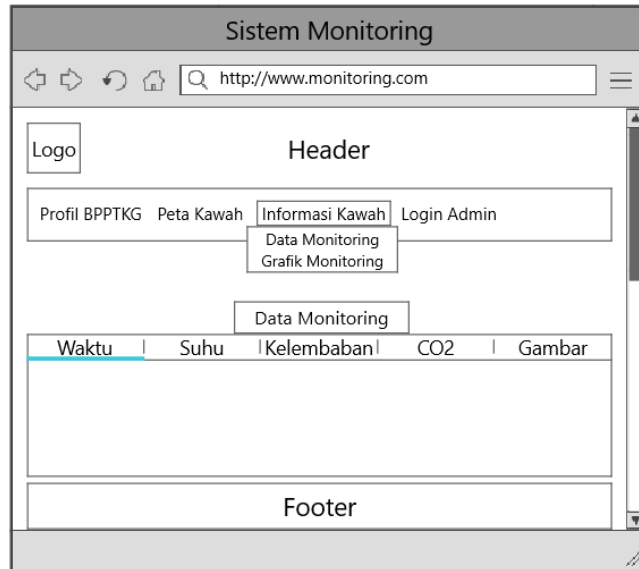 Sistem Monitoring
http://www.monitoring.com
Logo
Header
Profil BPPTKG Peta Kawah Informasi Kawah Login Admin
Data Monitoring
Grafik Monitoring
Data Monitoring
Waktu Suhu Kelembaban CO2 Gambar
Footer